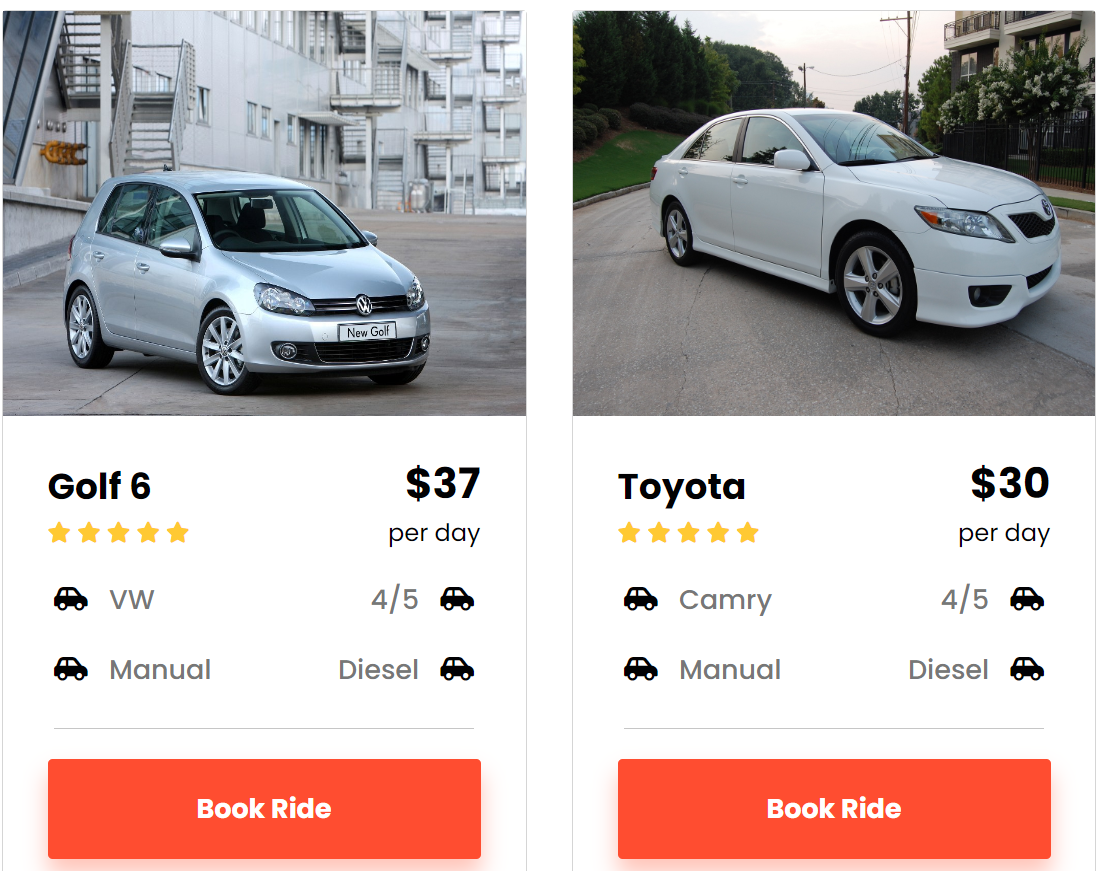 New Golf
Golf 6
$37
per day
VW
4/5
Manual
Diesel
Book Ride
Toyota
$30
per day
Camry
4/5
Manual
Diesel
Book Ride